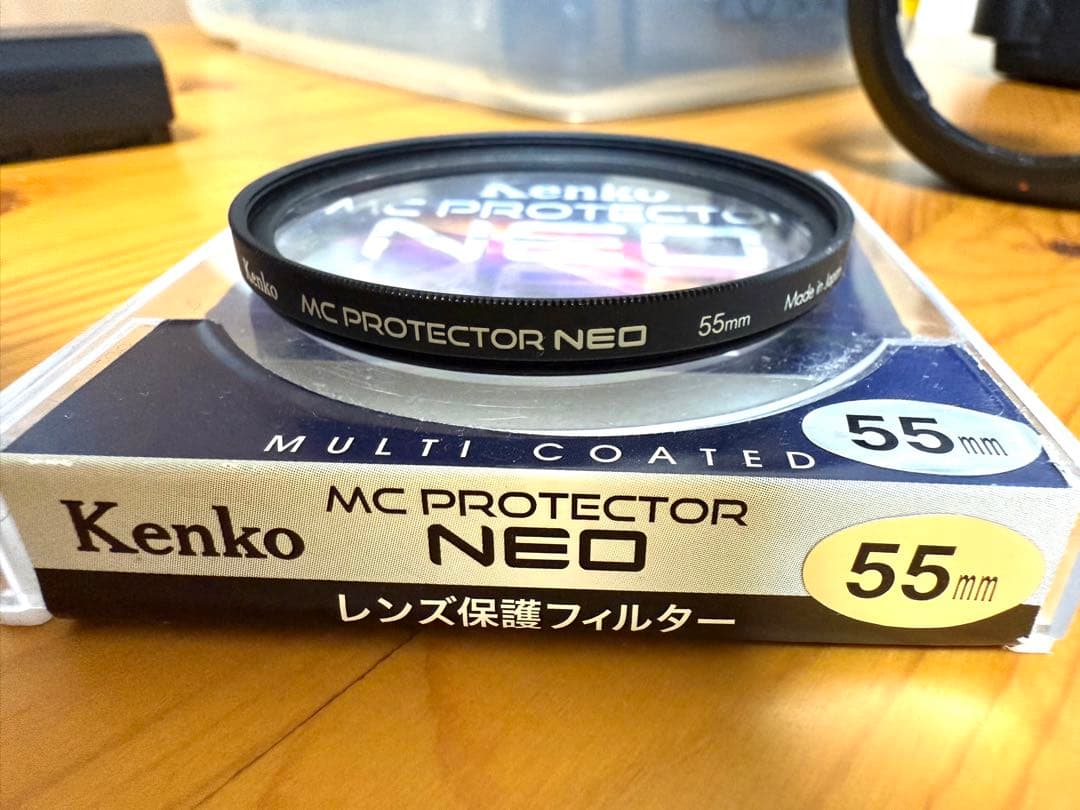 Kenko
MC PROTECTOR
NEO
Kenko MC PROTECTOR NEO 55mm Made in Japan
MULTI COATED
55mm
Kenko
MC PROTECTOR
NEO
55mm
レンズ保護フィルター